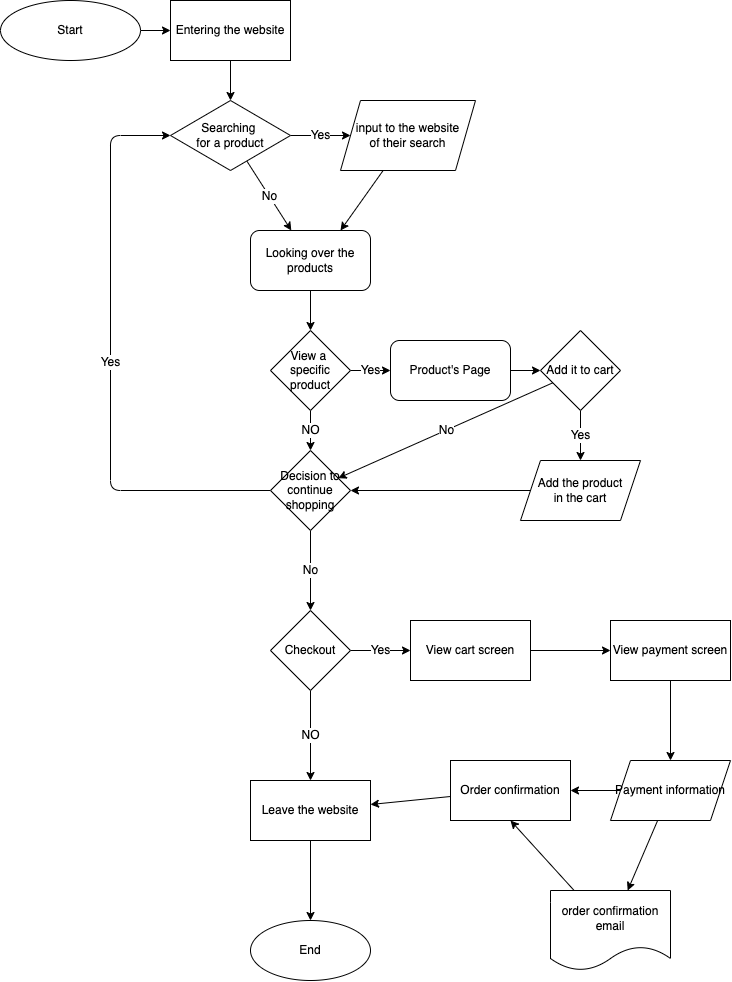 Start
Entering the website
Searching
for a product
Yes
input to the website
of their search
No
Looking over the
products
View a
specific
product
Yes
Product's Page
Add it to cart
Yes
NO
No
Yes
Decision to
continue
shopping
Add the product
in the cart
No
Checkout
Yes
View cart screen
View payment screen
NO
Leave the website
Order confirmation
Payment information
order confirmation
email
End